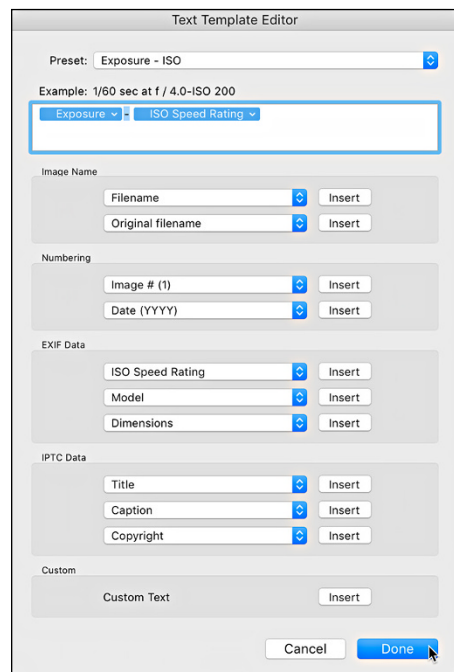 Text Template Editor
Preset: Exposure - ISO
Example: 1/60 sec at f / 4.0-ISO 200
Exposure - ISO Speed Rating
Image Name
Filename Insert
Original filename Insert
Numbering
Image # (1) Insert
Date (YYYY) Insert
EXIF Data
ISO Speed Rating Insert
Model Insert
Dimensions Insert
IPTC Data
Title Insert
Caption Insert
Copyright Insert
Custom
Custom Text Insert
Cancel Done